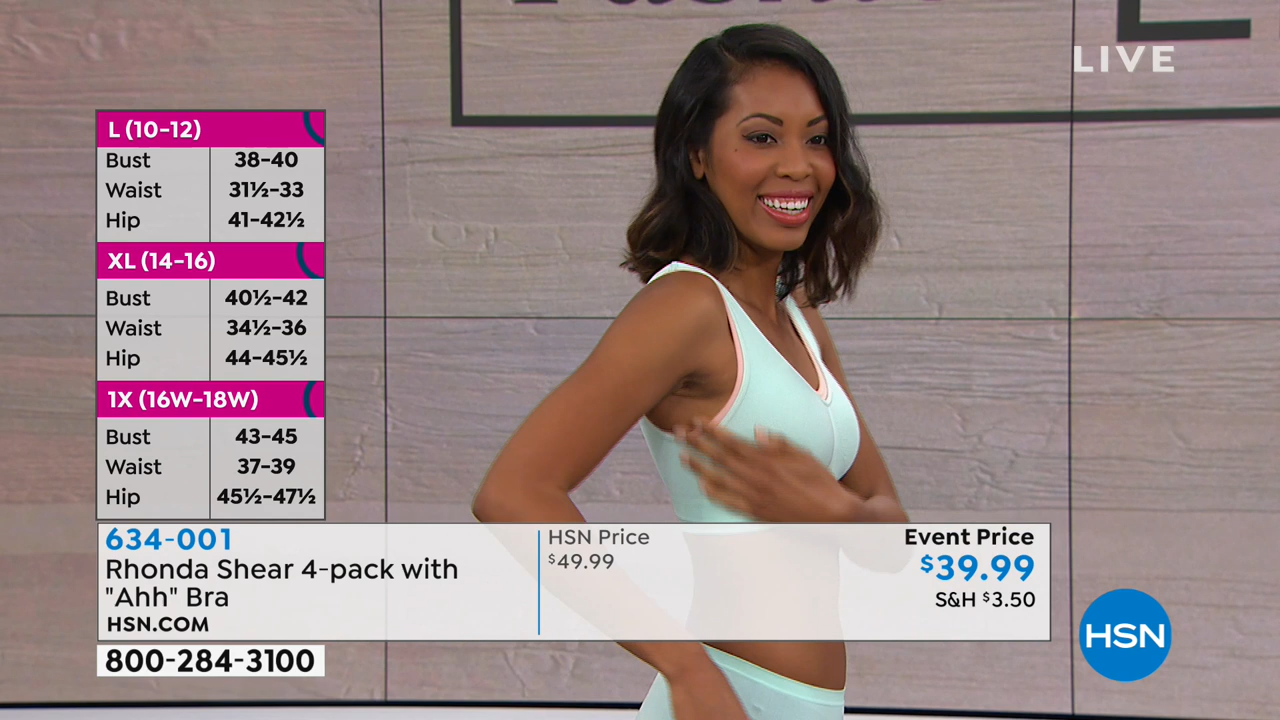 LIVE
L (10-12)
Bust 38-40
Waist 31½-33
Hip 41-42½
XL (14-16)
Bust 40½-42
Waist 34½-36
Hip 44-45½
1X (16W-18W)
Bust 43-45
Waist 37-39
Hip 45½-47½
634-001
Rhonda Shear 4-pack with
"Ahh" Bra
HSN.COM
HSN Price
$49.99
Event Price
$39.99
S&H $3.50
800-284-3100
HSN